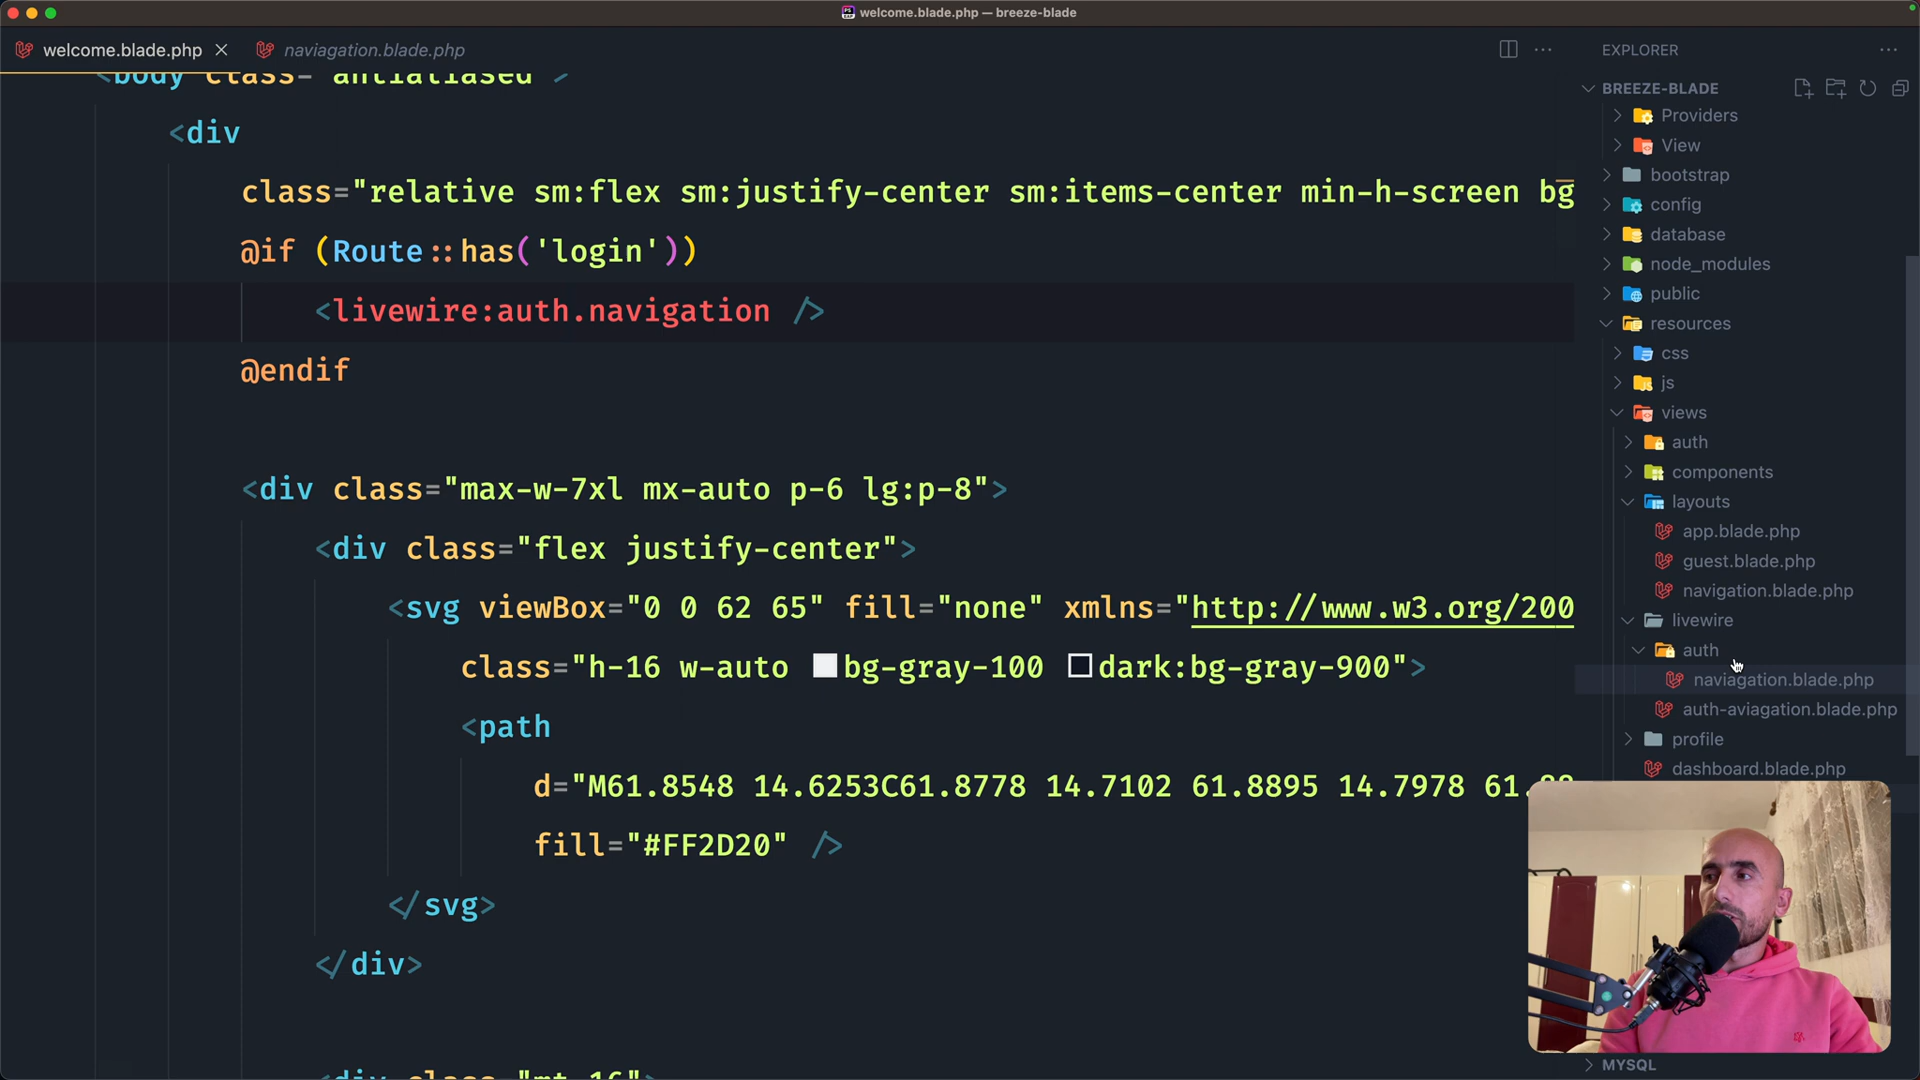 welcome.blade.php — breeze-blade
welcome.blade.php
naviagation.blade.php
<body class="antialiased">
<div
class="relative sm:flex sm:justify-center sm:items-center min-h-screen bg
@if (Route::has('login'))
<livewire:auth.navigation />
@endif
<div class="max-w-7xl mx-auto p-6 lg:p-8">
<div class="flex justify-center">
<svg viewBox="0 0 62 65" fill="none" xmlns="http://www.w3.org/200
class="h-16 w-auto bg-gray-100 dark:bg-gray-900">
<path
d="M61.8548 14.6253C61.8778 14.7102 61.8895 14.7978 61.
fill="#FF2D20" />
</svg>
</div>
<div class="mt-16">
EXPLORER
BREEZE-BLADE
Providers
View
bootstrap
config
database
node_modules
public
resources
css
js
views
auth
components
layouts
app.blade.php
guest.blade.php
navigation.blade.php
livewire
auth
naviagation.blade.php
auth-aviagation.blade.php
profile
dashboard.blade.php
MYSQL